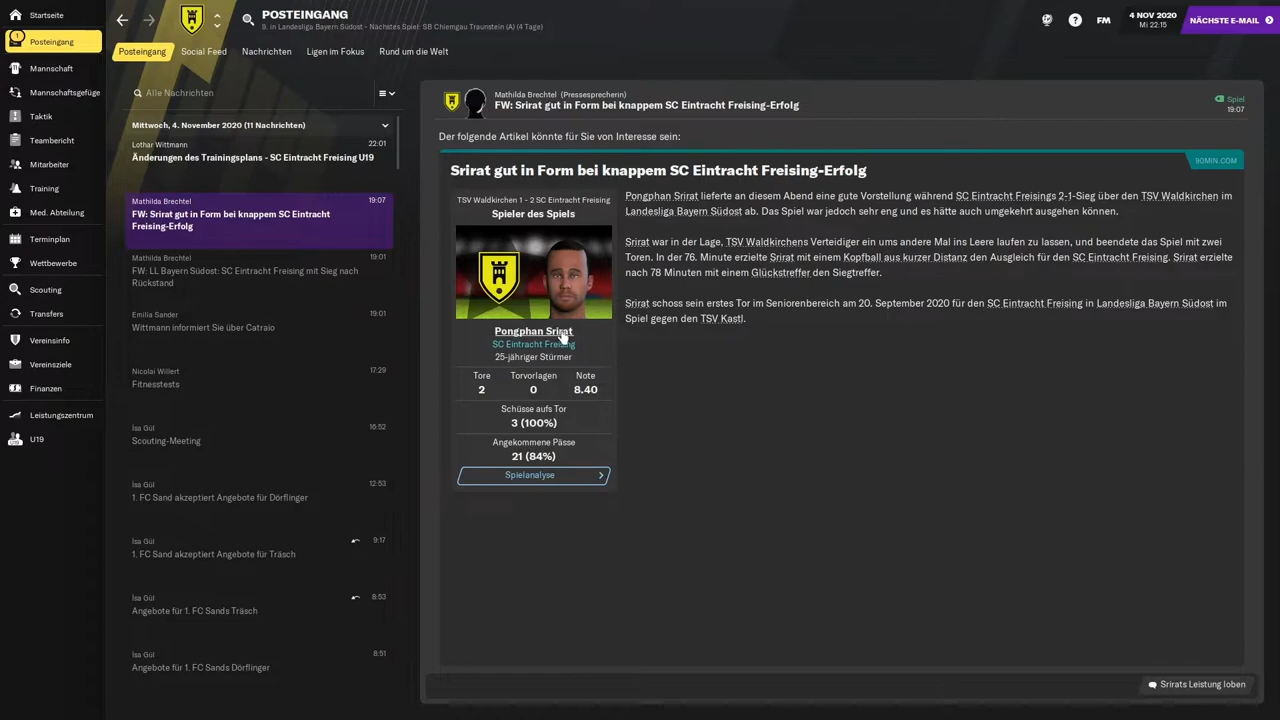 Startseite
1
Posteingang
Mannschaft
Mannschaftsgefüge
Taktik
Teambericht
Mitarbeiter
Training
Med. Abteilung
Terminplan
Wettbewerbe
Scouting
Transfers
Vereinsinfo
Vereinsziele
Finanzen
Leistungszentrum
U19
POSTEINGANG
9. in Landesliga Bayern Südost - Nächstes Spiel: SB Chiemgau Traunstein (A) (4 Tage)
FM
4 NOV 2020
Mi 22:15
NÄCHSTE E-MAIL
Posteingang Social Feed Nachrichten Ligen im Fokus Rund um die Welt
Alle Nachrichten
Mittwoch, 4. November 2020 (11 Nachrichten)
Lothar Wittmann 22:01
Änderungen des Trainingsplans - SC Eintracht Freising U19
Mathilda Brechtel 19:07
FW: Srirat gut in Form bei knappem SC Eintracht
Freising-Erfolg
Mathilda Brechtel 19:01
FW: LL Bayern Südost: SC Eintracht Freising mit Sieg nach
Rückstand
Emilia Sander 19:01
Wittmann informiert Sie über Catraio
Nicolai Willert 17:29
Fitnesstests
İsa Gül 16:52
Scouting-Meeting
İsa Gül 12:53
1. FC Sand akzeptiert Angebote für Dörflinger
İsa Gül 9:17
1. FC Sand akzeptiert Angebote für Träsch
İsa Gül 8:53
Angebote für 1. FC Sands Träsch
İsa Gül 8:51
Angebote für 1. FC Sands Dörflinger
Mathilda Brechtel (Pressesprecherin)
FW: Srirat gut in Form bei knappem SC Eintracht Freising-Erfolg
Spiel
19:07
Der folgende Artikel könnte für Sie von Interesse sein:
90MIN.COM
Srirat gut in Form bei knappem SC Eintracht Freising-Erfolg
TSV Waldkirchen 1 - 2 SC Eintracht Freising
Spieler des Spiels
Pongphan Srirat
SC Eintracht Freising
25-jähriger Stürmer
Tore Torvorlagen Note
2 0 8.40
Schüsse aufs Tor
3 (100%)
Angekommene Pässe
21 (84%)
Spielanalyse
Pongphan Srirat lieferte an diesem Abend eine gute Vorstellung während SC Eintracht Freisings 2-1-Sieg über den TSV Waldkirchen im
Landesliga Bayern Südost ab. Das Spiel war jedoch sehr eng und es hätte auch umgekehrt ausgehen können.
Srirat war in der Lage, TSV Waldkirchens Verteidiger ein ums andere Mal ins Leere laufen zu lassen, und beendete das Spiel mit zwei
Toren. In der 76. Minute erzielte Srirat mit einem Kopfball aus kurzer Distanz den Ausgleich für den SC Eintracht Freising. Srirat erzielte
nach 78 Minuten mit einem Glückstreffer den Siegtreffer.
Srirat schoss sein erstes Tor im Seniorenbereich am 20. September 2020 für den SC Eintracht Freising in Landesliga Bayern Südost im
Spiel gegen den TSV Kastl.
Srirats Leistung loben